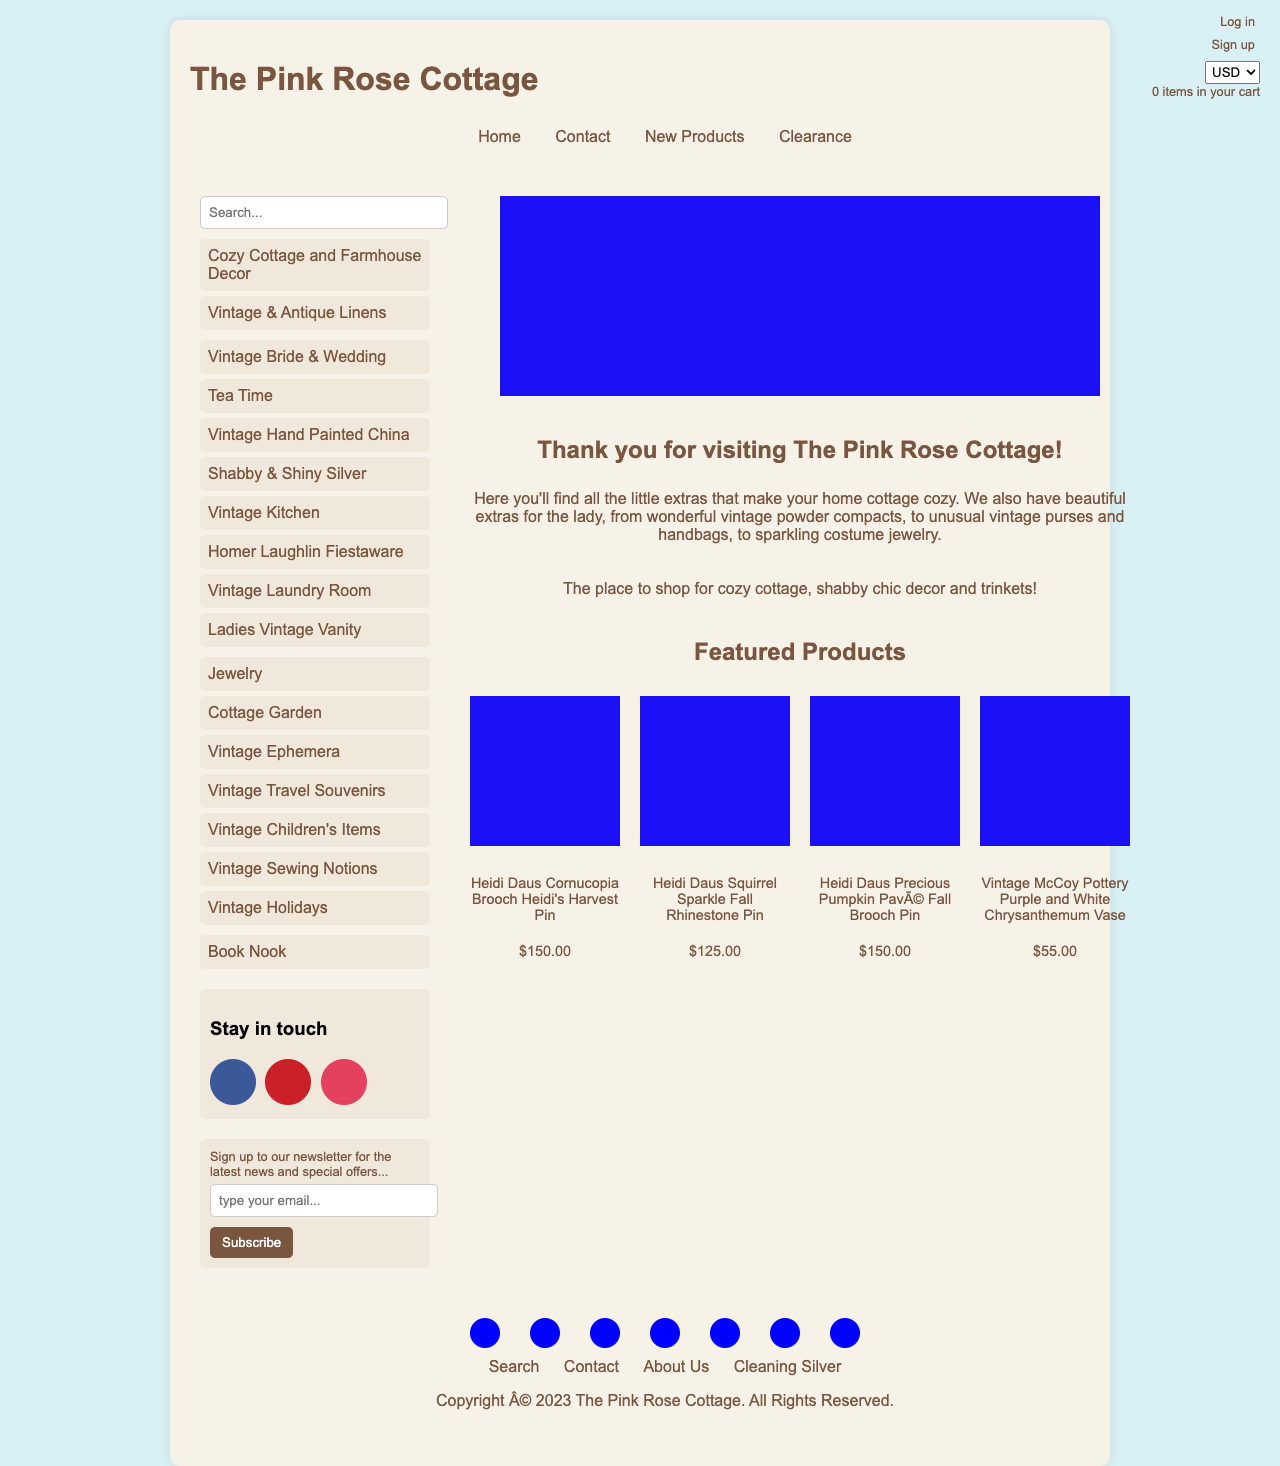 Log in
Sign up
USD
0 items in your cart
The Pink Rose Cottage
Home Contact New Products Clearance
Search...
Cozy Cottage and Farmhouse
Decor
Vintage & Antique Linens
Vintage Bride & Wedding
Tea Time
Vintage Hand Painted China
Shabby & Shiny Silver
Vintage Kitchen
Homer Laughlin Fiestaware
Vintage Laundry Room
Ladies Vintage Vanity
Jewelry
Cottage Garden
Vintage Ephemera
Vintage Travel Souvenirs
Vintage Children's Items
Vintage Sewing Notions
Vintage Holidays
Book Nook
Stay in touch
Sign up to our newsletter for the
latest news and special offers...
type your email...
Subscribe
Thank you for visiting The Pink Rose Cottage!
Here you'll find all the little extras that make your home cottage cozy. We also have beautiful
extras for the lady, from wonderful vintage powder compacts, to unusual vintage purses and
handbags, to sparkling costume jewelry.
The place to shop for cozy cottage, shabby chic decor and trinkets!
Featured Products
Heidi Daus Cornucopia
Brooch Heidi's Harvest
Pin
$150.00
Heidi Daus Squirrel
Sparkle Fall
Rhinestone Pin
$125.00
Heidi Daus Precious
Pumpkin PavÃ© Fall
Brooch Pin
$150.00
Vintage McCoy Pottery
Purple and White
Chrysanthemum Vase
$55.00
Search Contact About Us Cleaning Silver
Copyright Â© 2023 The Pink Rose Cottage. All Rights Reserved.